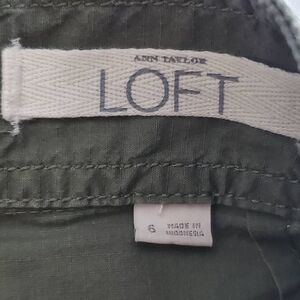 ANN TAYLOR
LOFT
6
MADE IN
INDONESIA